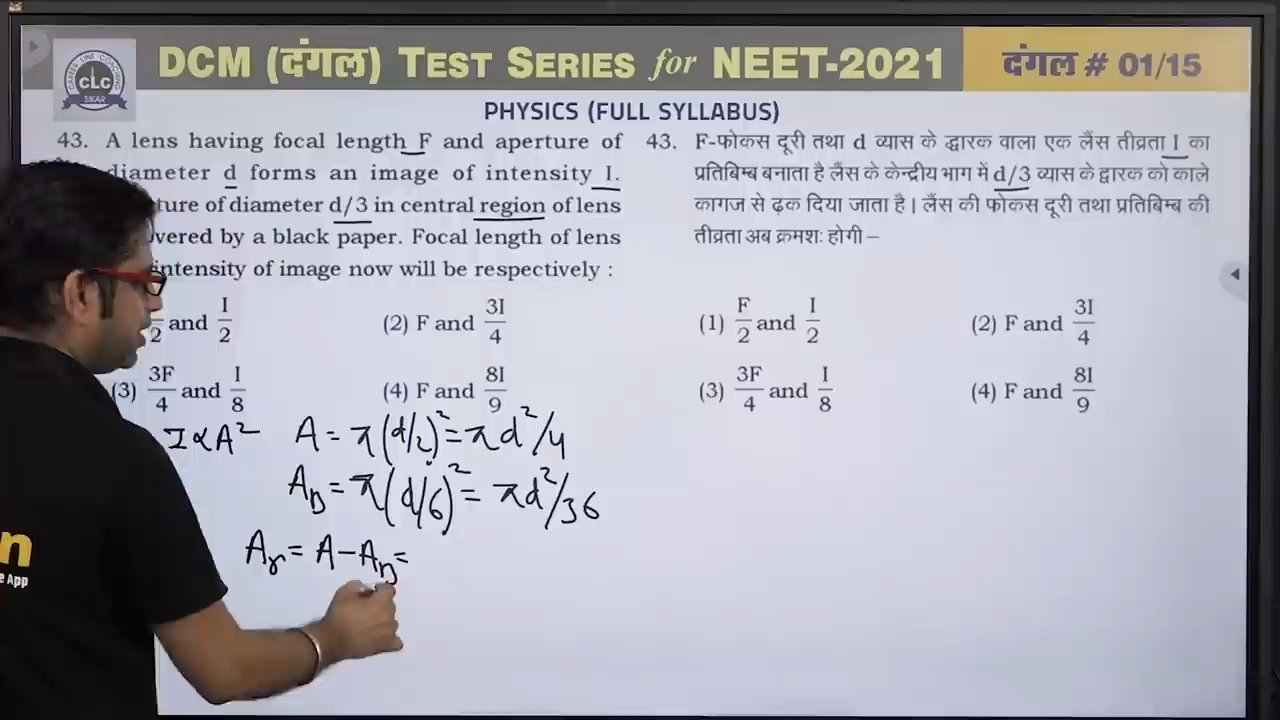 DCM (दंगल) TEST SERIES for NEET-2021
दंगल # 01/15
CLC
SIKAR
PHYSICS (FULL SYLLABUS)
43. A lens having focal length F and aperture of
diameter d forms an image of intensity I.
ture of diameter d/3 in central region of lens
vered by a black paper. Focal length of lens
intensity of image now will be respectively :
2 and I/2
(2) F and 3I/4
(3) 3F/4 and I/8
(4) F and 8I/9
43. F-फोकस दूरी तथा d व्यास के द्वारक वाला एक लैंस तीव्रता I का
प्रतिबिम्ब बनाता है लैंस के केन्द्रीय भाग में d/3 व्यास के द्वारक को काले
कागज से ढ़क दिया जाता है। लैंस की फोकस दूरी तथा प्रतिबिम्ब की
तीव्रता अब क्रमशः होगी –
(1) F/2 and I/2
(2) F and 3I/4
(3) 3F/4 and I/8
(4) F and 8I/9
I ∝ A² A = π(d/2)² = πd²/4
A_b = π(d/6)² = πd²/36
A_r = A – A_b =
n
e App